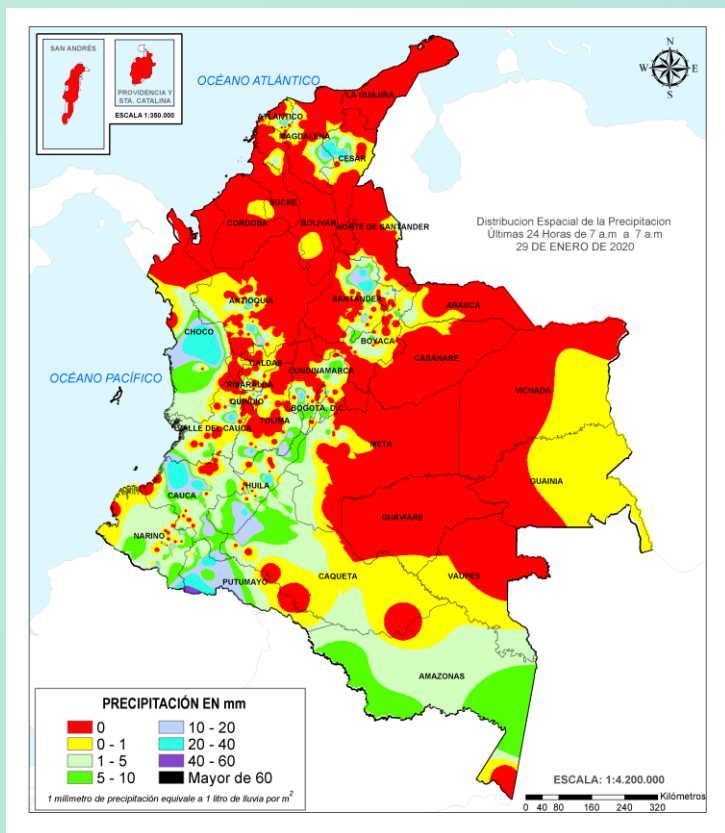 SAN ANDRÉS
PROVIDENCIA Y
STA. CATALINA
ESCALA 1:360.000
OCÉANO ATLÁNTICO
N
W E
S
LA GUAJIRA
ATLANTICO
MAGDALENA
CESAR
SUCRE
CORDOBA
BOLIVAR
NORTE DE SANTANDER
Distribucion Espacial de la Precipitacion
Últimas 24 Horas de 7 a.m a 7 a.m
29 DE ENERO DE 2020
ANTIOQUIA
SANTANDER
ARAUCA
CHOCO
BOYACA
CASANARE
OCÉANO PACÍFICO
CALDAS
CUNDINAMARCA
RISARALDA
VICHADA
QUINDIO
BOGOTA, D.C.
TOLIMA
VALLE DEL CAUCA
META
GUAINIA
CAUCA
HUILA
GUAVIARE
NARIÑO
PUTUMAYO
CAQUETA
VAUPES
AMAZONAS
PRECIPITACIÓN EN mm
0
10 - 20
0 - 1
20 - 40
1 - 5
40 - 60
5 - 10
Mayor de 60
1 milimetro de precipitación equivale a 1 litro de lluvia por m2
ESCALA: 1:4.200.000
Kilómetros
0 40 80 160 240 320